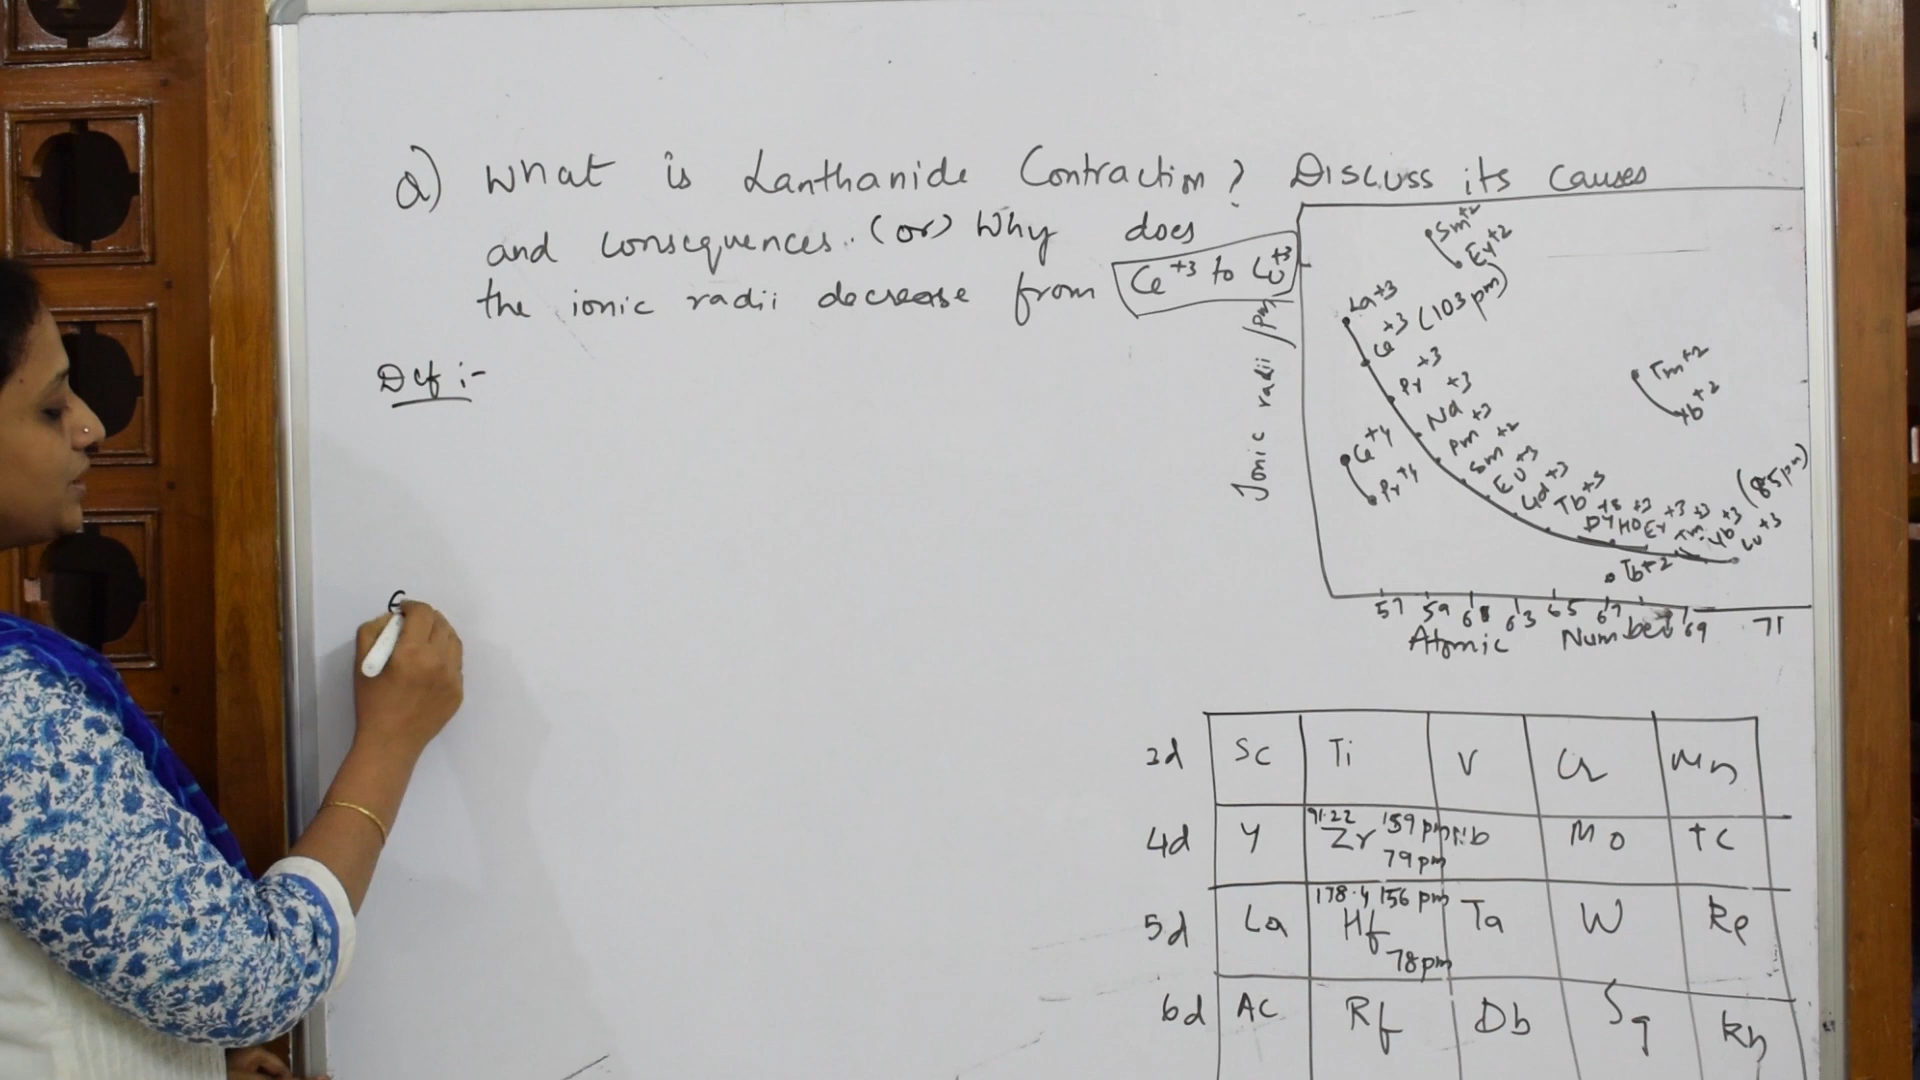 Q) What is Lanthanide Contraction? Discuss its causes
and consequences. (or) Why does
the ionic radii decrease from Ce+3 to Lu+3
Def :-
Ionic radii /pm
Sm+2
Eu+2
La+3
Ce+3 (103 pm)
Pr+3
Nd+3
Pm+3
Sm+2
Eu+3
Gd+3
Tb+3
Dy+3
Ho+3
Er+3
Tm+3
Yb+3
Lu+3
(85pm)
Tm+2
Yb+2
Ce+4
Pr+4
Tb+2
57 59 61 63 65 67 69 71
Atomic Number
3d Sc Ti V Cr Mn
4d Y 91.22 Zr 159 pm 79 pm Nb Mo Tc
5d La 178.4 Hf 156 pm 78pm Ta W Re
6d Ac Rf Db Sg